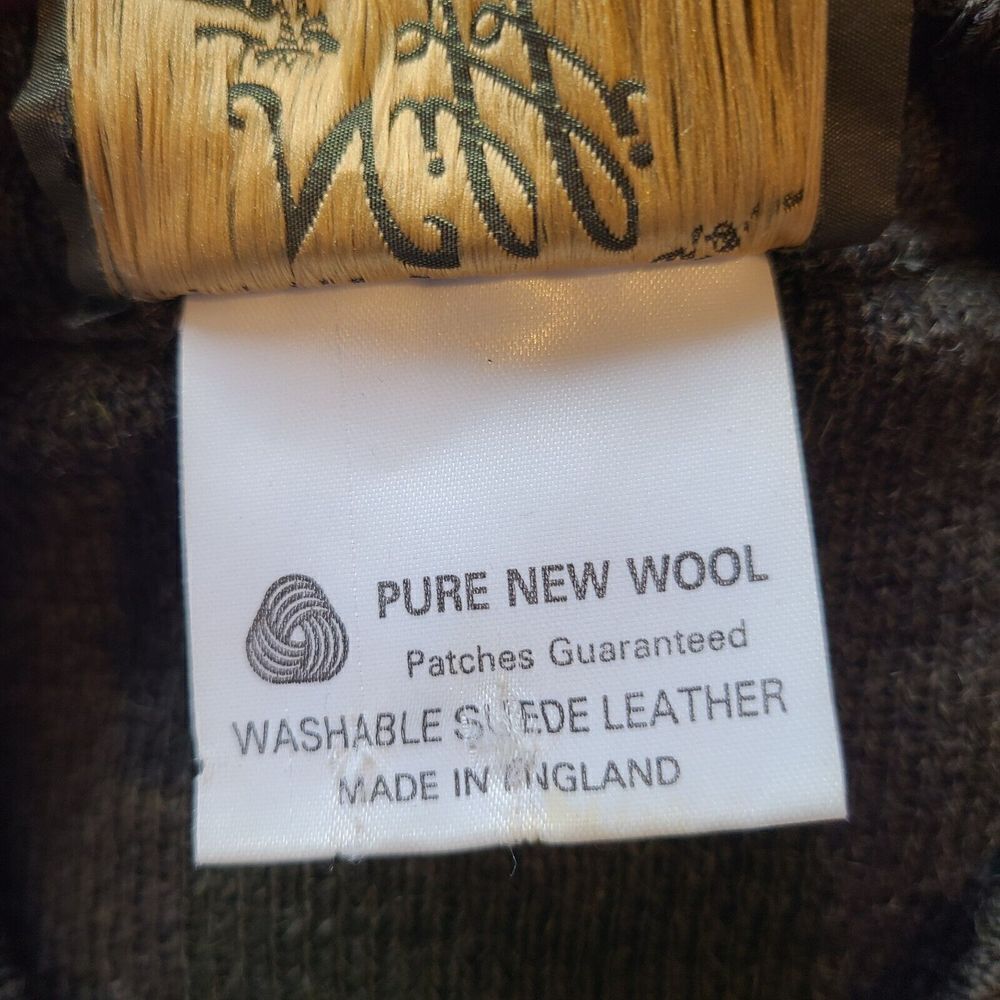 PURE NEW WOOL
Patches Guaranteed
WASHABLE SUEDE LEATHER
MADE IN ENGLAND